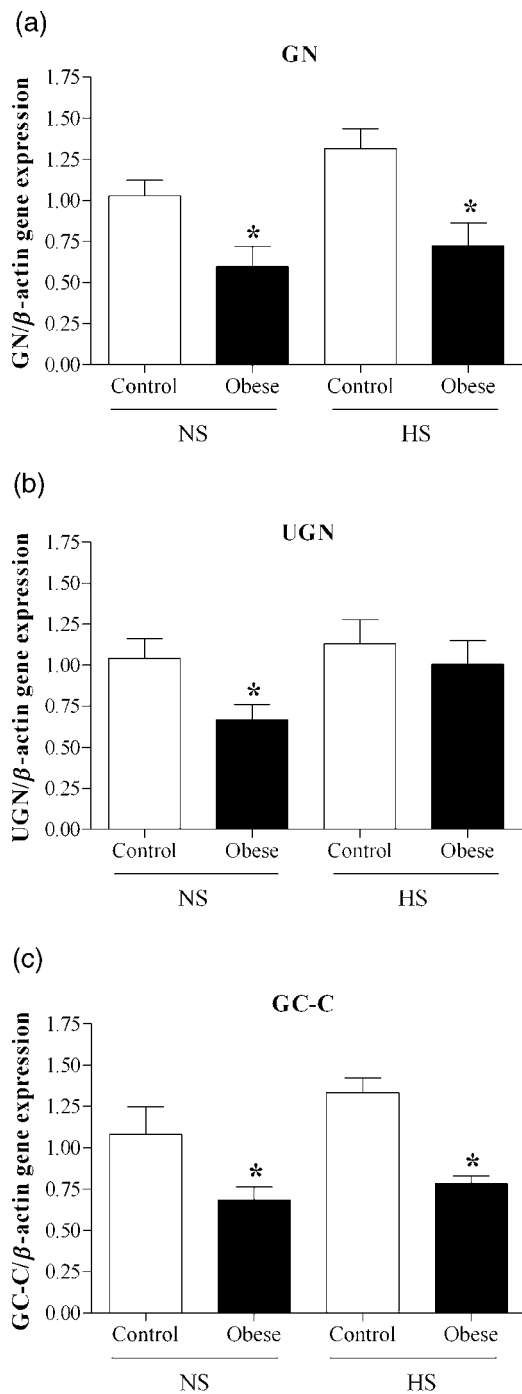 (a)
GN
GN/β-actin gene expression
1.75
1.50
1.25
1.00
0.75
0.50
0.25
0.00
* *
Control Obese Control Obese
NS HS
(b)
UGN
UGN/β-actin gene expression
1.75
1.50
1.25
1.00
0.75
0.50
0.25
0.00
*
Control Obese Control Obese
NS HS
(c)
GC-C
GC-C/β-actin gene expression
1.75
1.50
1.25
1.00
0.75
0.50
0.25
0.00
* *
Control Obese Control Obese
NS HS